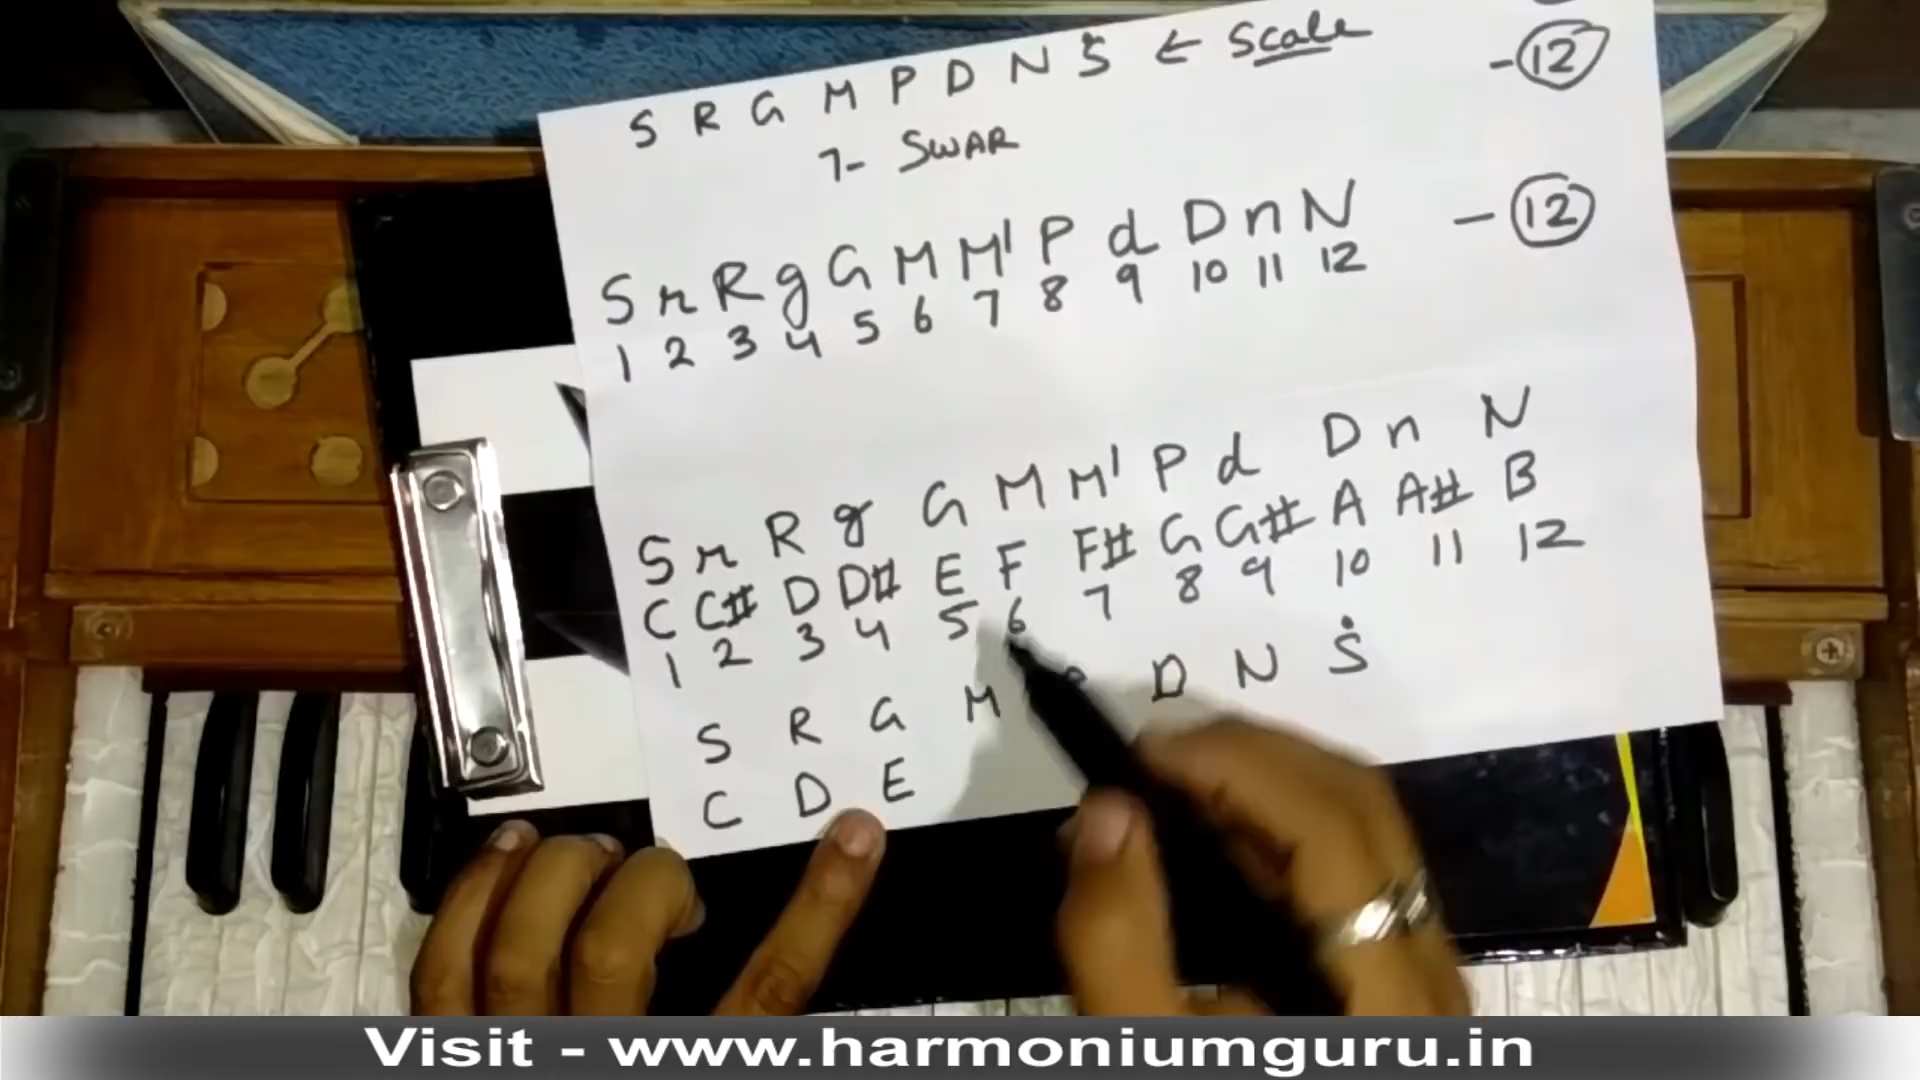 S R G M P D N Ṡ ← Scale
- 12
7- SWAR
S r R g G M M' P d D n N - 12
1 2 3 4 5 6 7 8 9 10 11 12
S r R g G M M' P d D n N
C C# D D# E F F# G G# A A# B
1 2 3 4 5 6 7 8 9 10 11 12
S R G M D N Ṡ
C D E
Visit - www.harmoniumguru.in